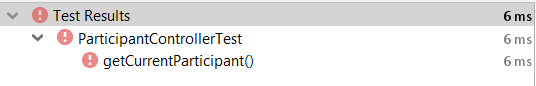 Test Results 6 ms
ParticipantControllerTest 6 ms
getCurrentParticipant() 6 ms